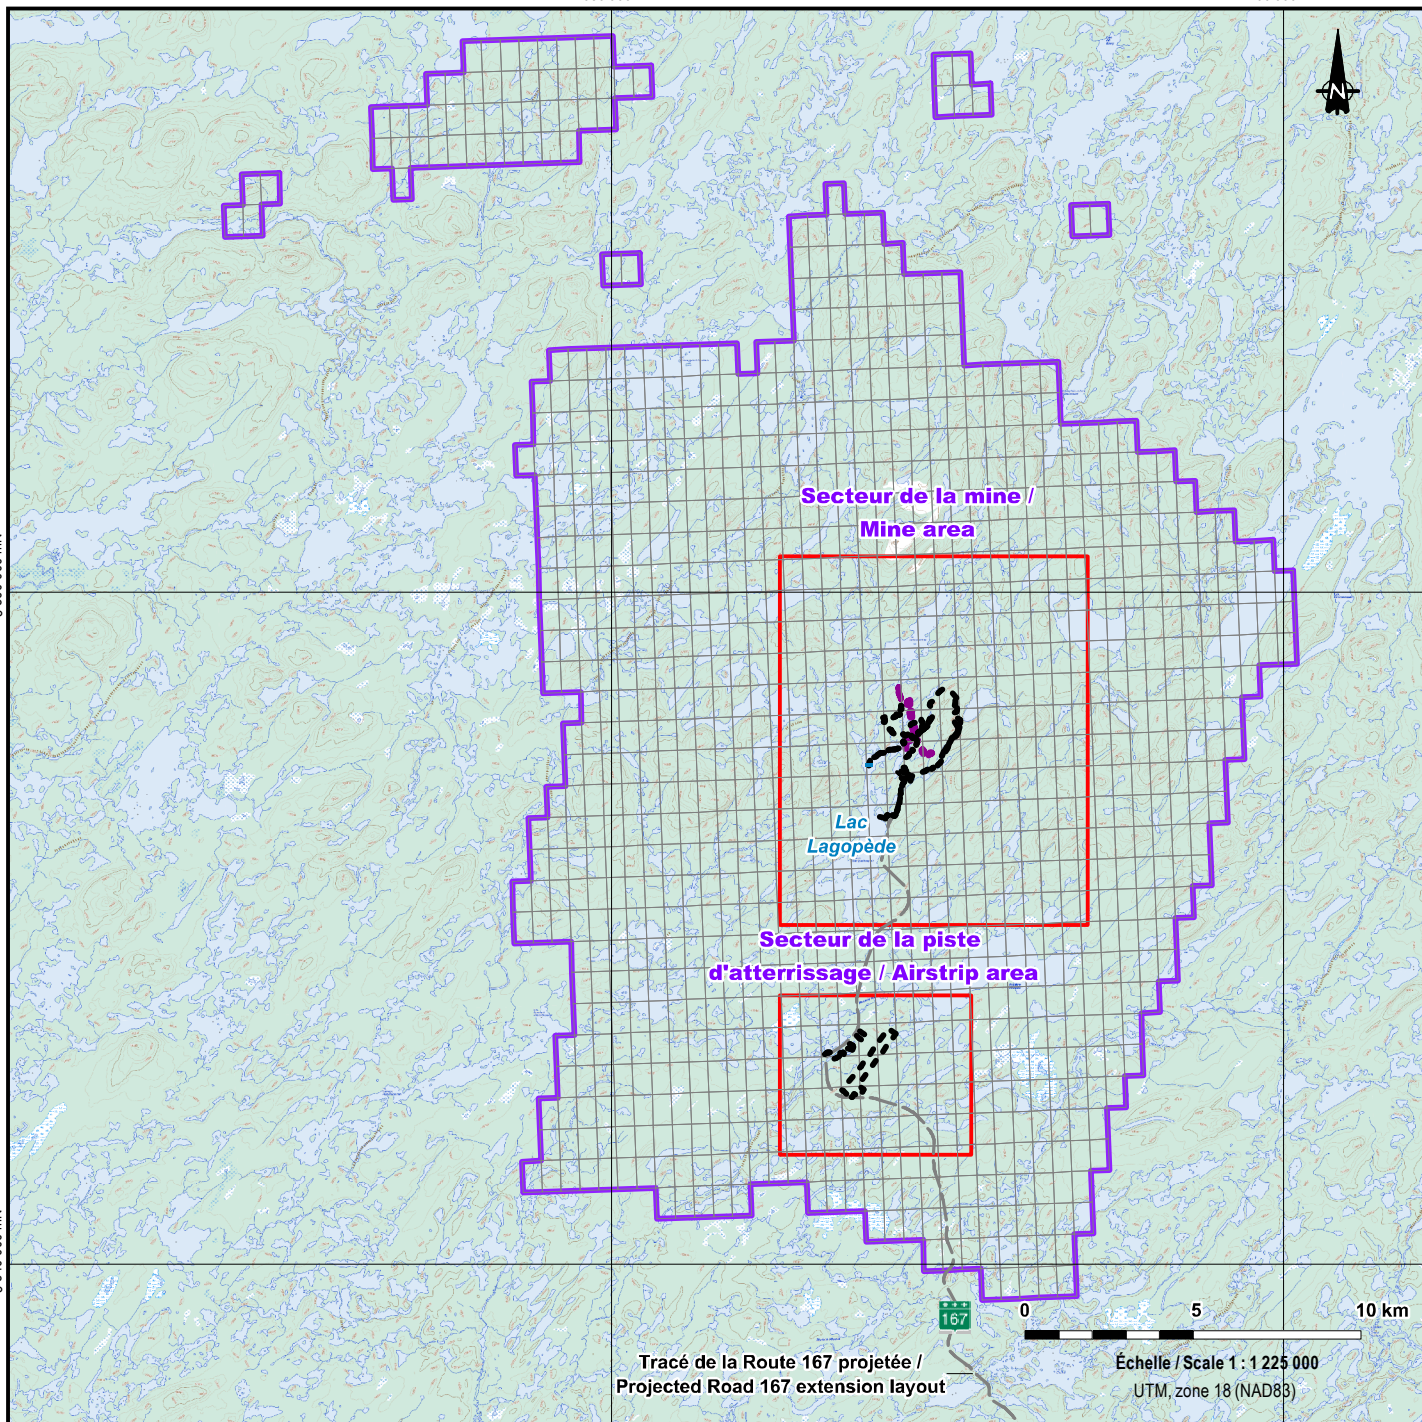 N
Secteur de la mine /
Mine area
Lac
Lagopède
Secteur de la piste
d'atterrissage / Airstrip area
167
0 5 10 km
Échelle / Scale 1 : 1 225 000
UTM, zone 18 (NAD83)
Tracé de la Route 167 projetée /
Projected Road 167 extension layout